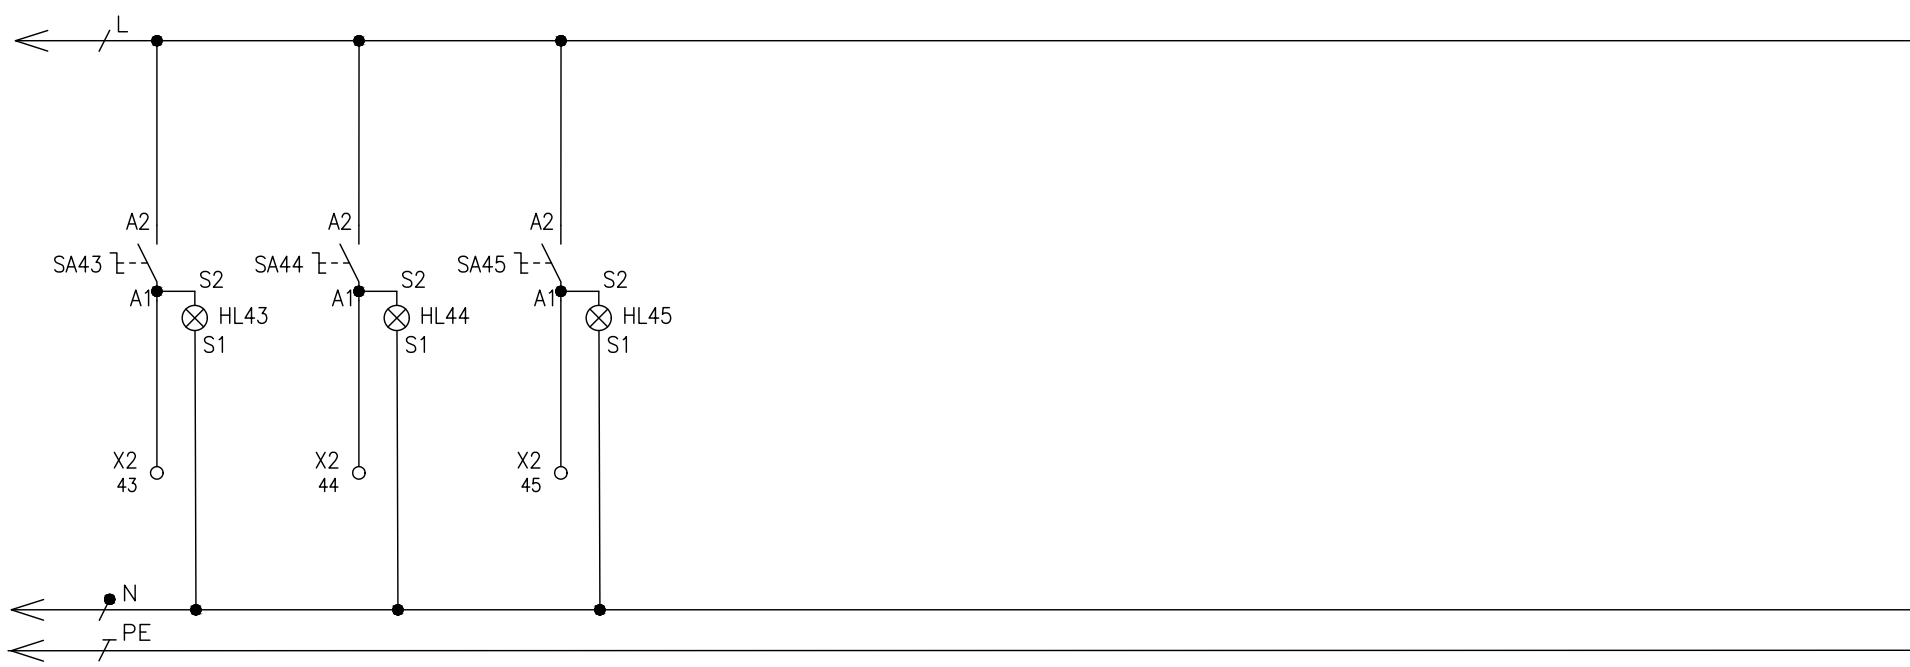 L
A2 A2 A2
SA43 SA44 SA45
S2 S2 S2
A1 A1 A1
HL43 HL44 HL45
S1 S1 S1
X2 X2 X2
43 44 45
N
PE